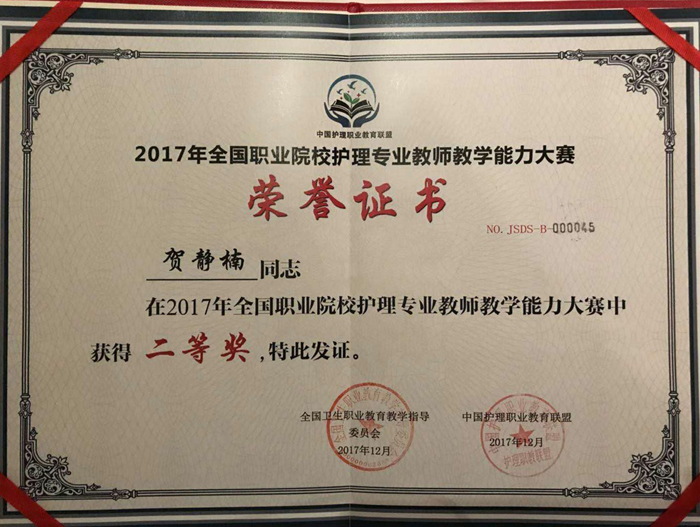 中国护理职业教育联盟
2017年全国职业院校护理专业教师教学能力大赛
荣誉证书
NO. JSDS-B-000045
贺静楠 同志
在2017年全国职业院校护理专业教师教学能力大赛中
获得 二等奖 ,特此发证。
全国卫生职业教育教学指导
委员会
2017年12月
中国护理职业教育联盟
2017年12月
护理职教联盟